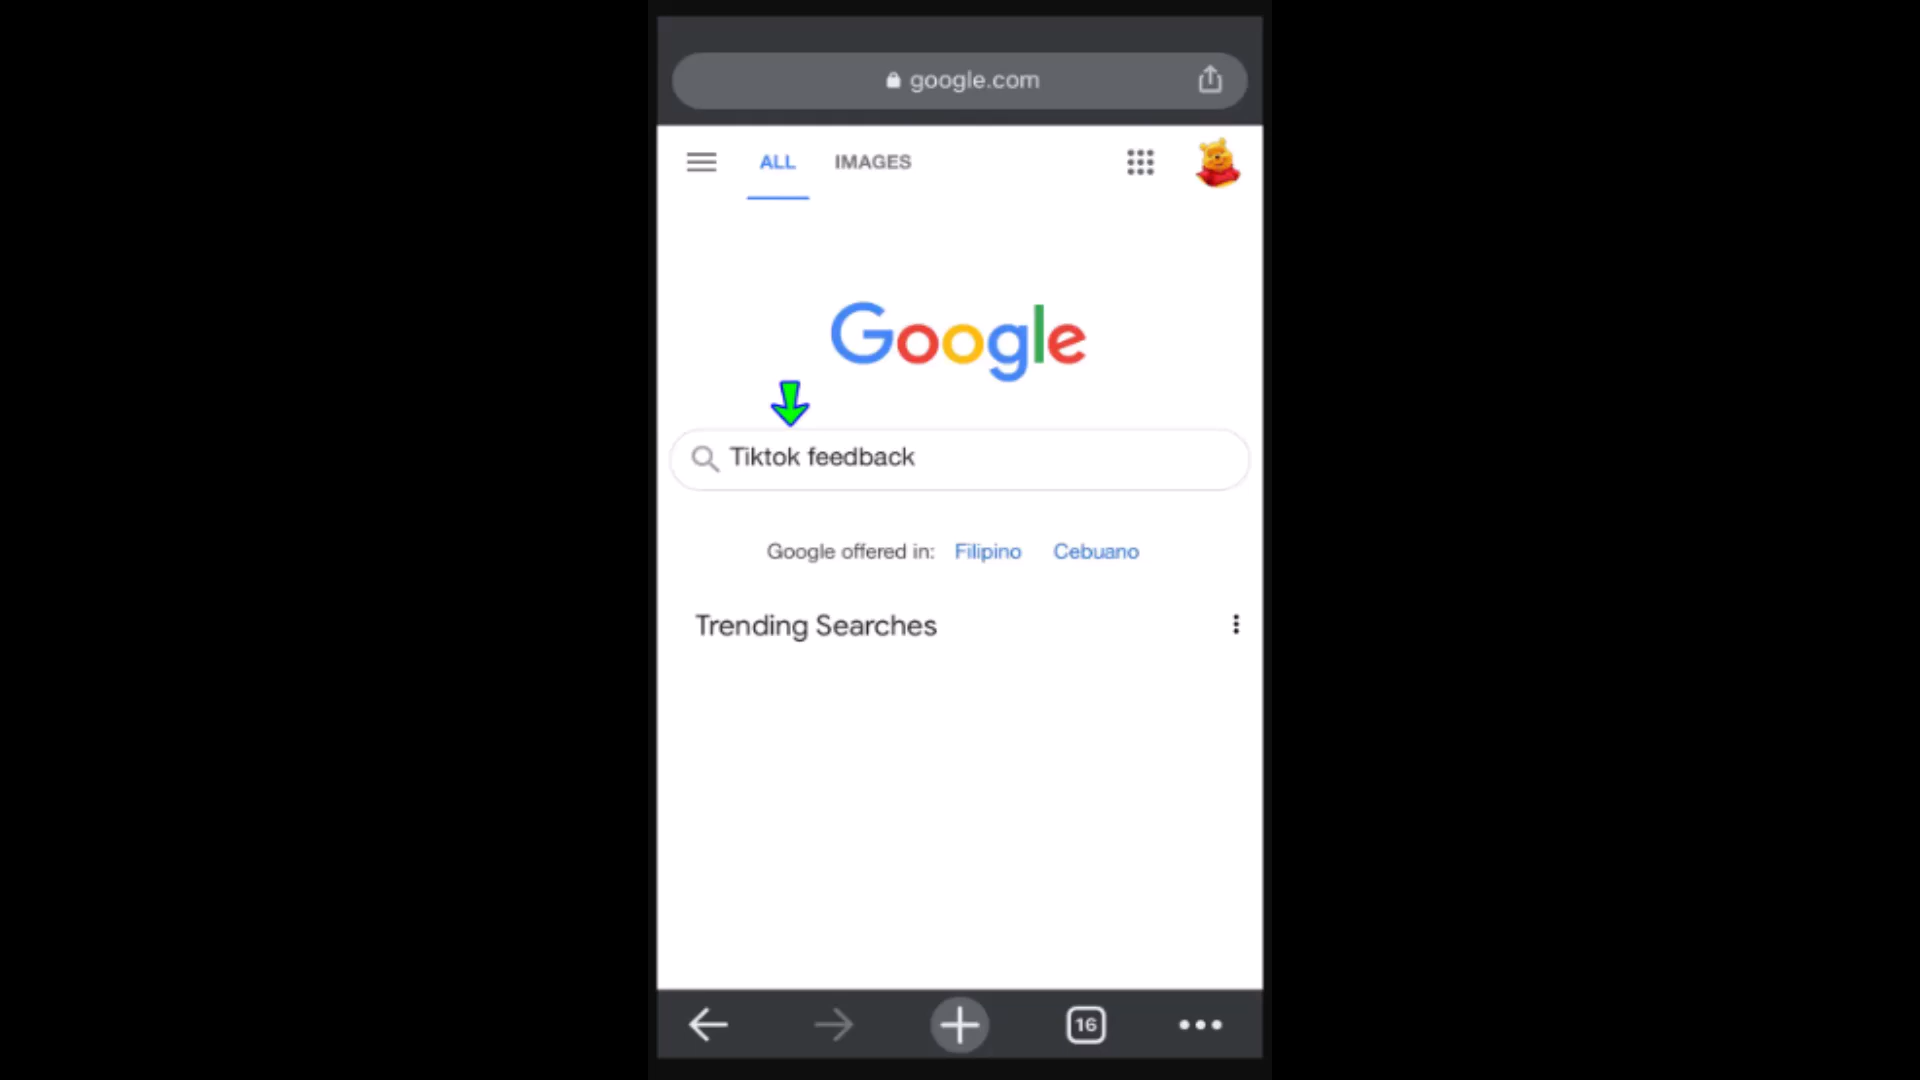 google.com
ALL IMAGES
Google
Tiktok feedback
Google offered in: Filipino Cebuano
Trending Searches
16